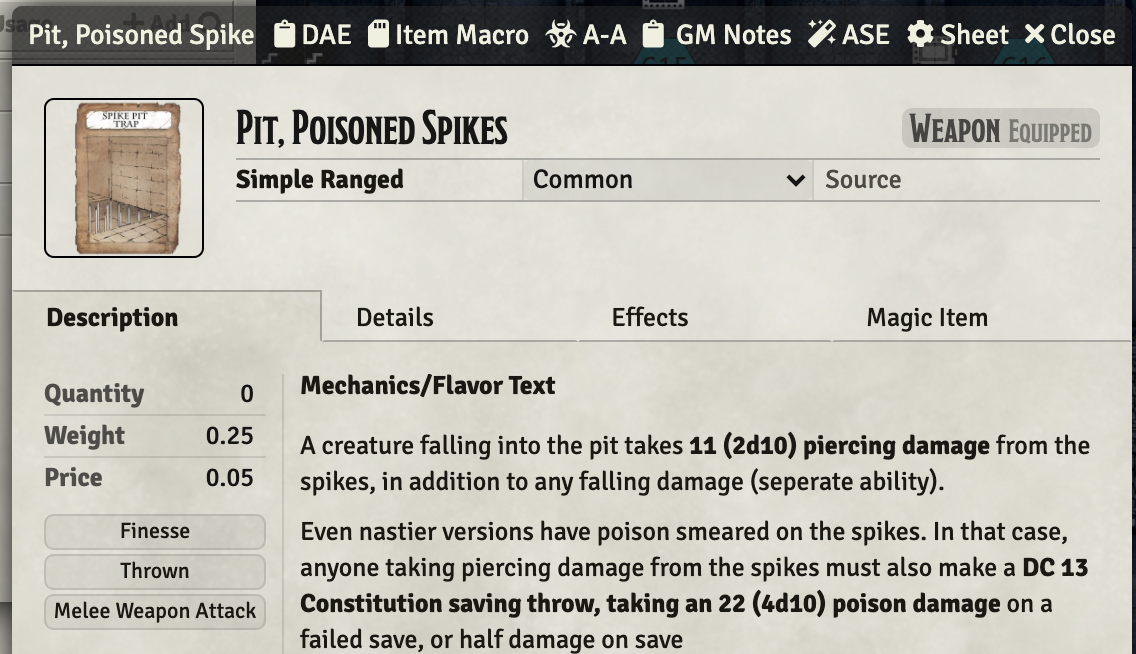 Pit, Poisoned Spike DAE Item Macro A-A GM Notes ASE Sheet Close
SPIKE PIT
TRAP
Pit, Poisoned Spikes
Weapon Equipped
Simple Ranged Common Source
Description Details Effects Magic Item
Quantity 0
Weight 0.25
Price 0.05
Finesse
Thrown
Melee Weapon Attack
Mechanics/Flavor Text
A creature falling into the pit takes 11 (2d10) piercing damage from the
spikes, in addition to any falling damage (seperate ability).
Even nastier versions have poison smeared on the spikes. In that case,
anyone taking piercing damage from the spikes must also make a DC 13
Constitution saving throw, taking an 22 (4d10) poison damage on a
failed save, or half damage on save